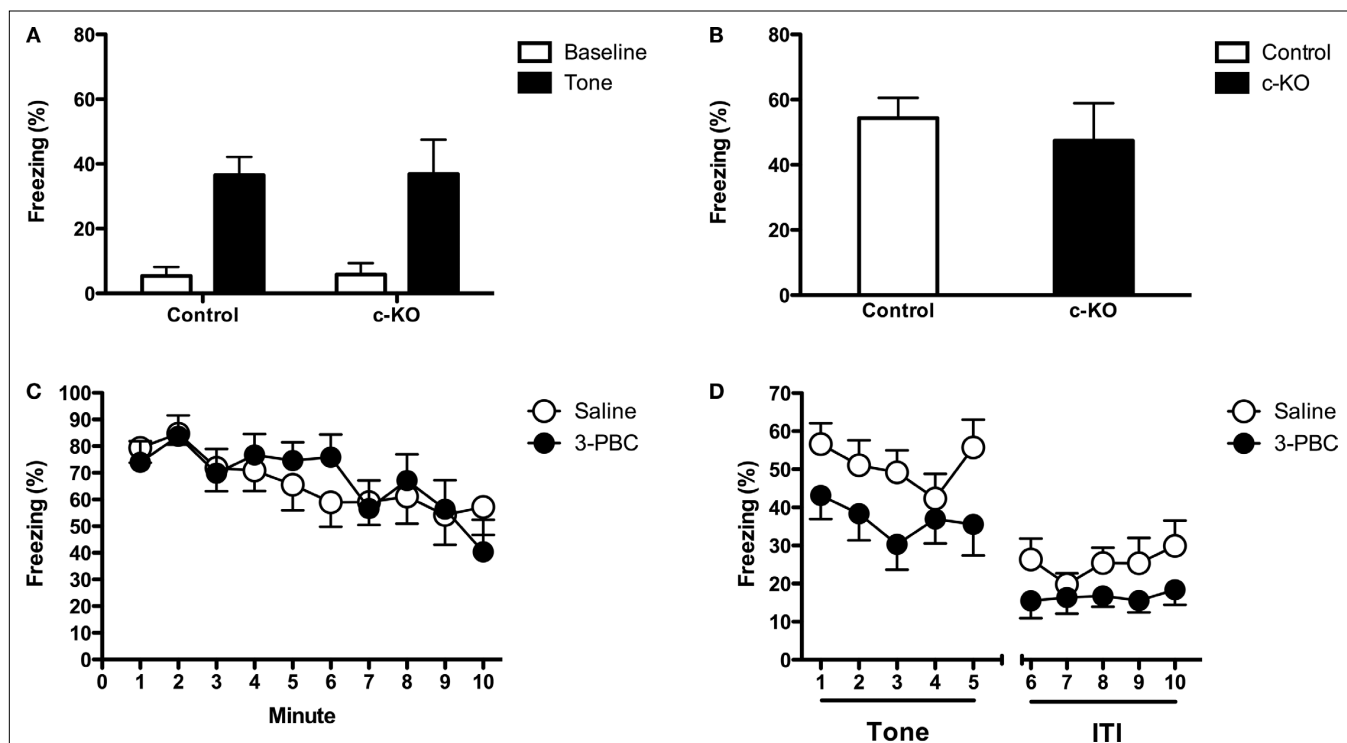 A
Freezing (%)
80
60
40
20
0
Control
c-KO
Baseline
Tone
B
Freezing (%)
80
60
40
20
0
Control
c-KO
Control
c-KO
C
Freezing (%)
100
90
80
70
60
50
40
30
20
10
0
0 1 2 3 4 5 6 7 8 9 10
Minute
Saline
3-PBC
D
Freezing (%)
70
60
50
40
30
20
10
0
1 2 3 4 5 6 7 8 9 10
Tone
ITI
Saline
3-PBC